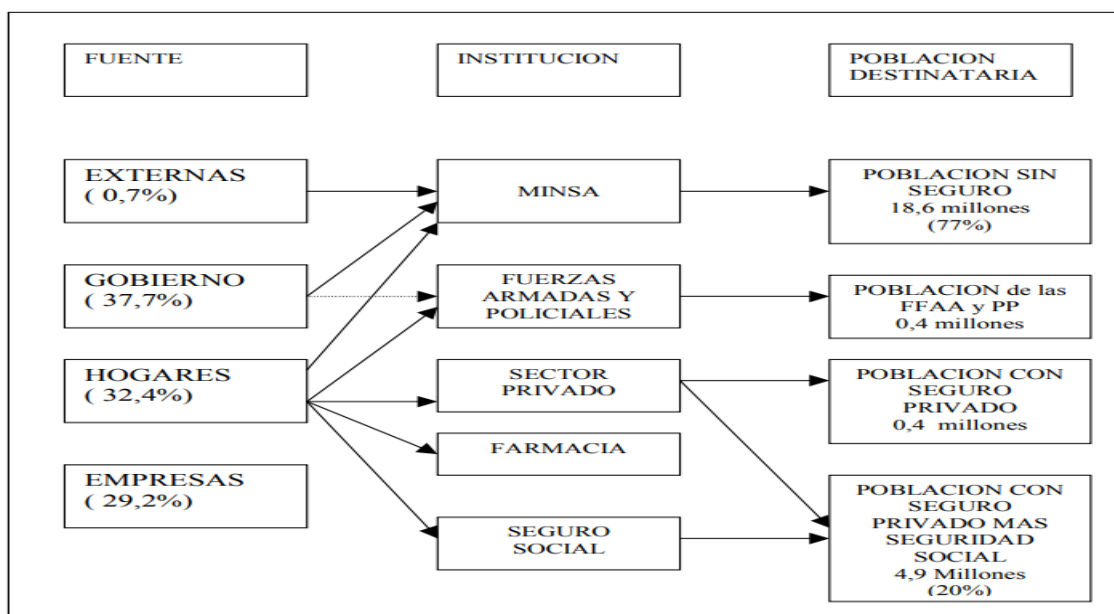 FUENTE
INSTITUCION
POBLACION
DESTINATARIA
EXTERNAS
( 0,7%)
MINSA
POBLACION SIN
SEGURO
18,6 millones
(77%)
GOBIERNO
( 37,7%)
FUERZAS
ARMADAS Y
POLICIALES
POBLACION de las
FFAA y PP
0,4 millones
HOGARES
( 32,4%)
SECTOR
PRIVADO
POBLACION CON
SEGURO
PRIVADO
0,4 millones
FARMACIA
EMPRESAS
( 29,2%)
SEGURO
SOCIAL
POBLACION CON
SEGURO
PRIVADO MAS
SEGURIDAD
SOCIAL
4,9 Millones
(20%)